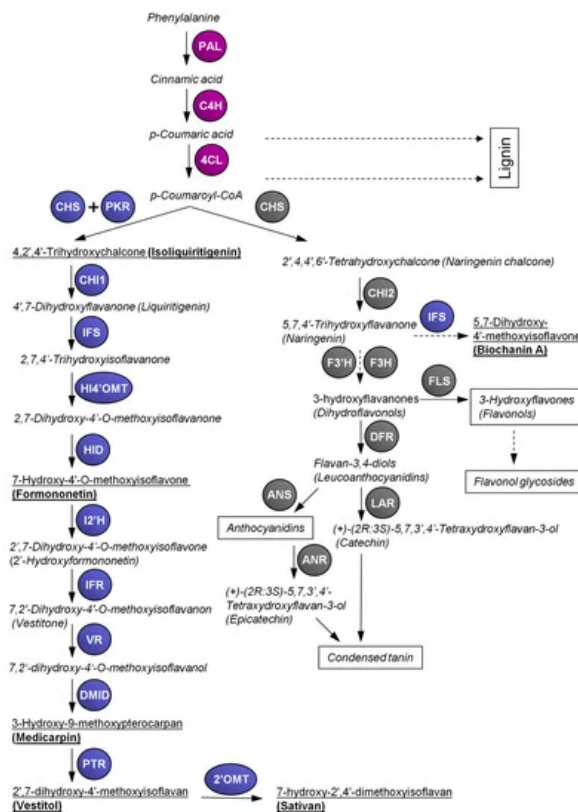 Phenylalanine
PAL
Cinnamic acid
C4H
p-Coumaric acid
4CL
Lignin
p-Coumaroyl-CoA
CHS + PKR
CHS
4,2',4'-Trihydroxychalcone (Isoliquiritigenin)
CHI1
4',7-Dihydroxyflavanone (Liquiritigenin)
IFS
2,7,4'-Trihydroxyisoflavanone
HI4'OMT
2,7-Dihydroxy-4'-O-methoxyisoflavanone
HID
7-Hydroxy-4'-O-methoxyisoflavone
(Formononetin)
I2'H
2',7-Dihydroxy-4'-O-methoxyisoflavone
(2'-Hydroxyformononetin)
IFR
7,2'-Dihydroxy-4'-O-methoxyisoflavanon
(Vestitone)
VR
7,2'-dihydroxy-4'-O-methoxyisoflavanol
DMID
3-Hydroxy-9-methoxypterocarpan
(Medicarpin)
PTR
2',7-dihydroxy-4'-methoxyisoflavan
(Vestitol)
2'OMT
7-hydroxy-2',4'-dimethoxyisoflavan
(Sativan)
2',4,4',6'-Tetrahydroxychalcone (Naringenin chalcone)
CHI2
5,7,4'-Trihydroxyflavanone
(Naringenin)
IFS
5,7-Dihydroxy-
4'-methoxyisoflavone
(Biochanin A)
F3'H
F3H
3-hydroxyflavanones
(Dihydroflavonols)
FLS
3-Hydroxyflavones
(Flavonols)
Flavonol glycosides
DFR
Flavan-3,4-diols
(Leucoanthocyanidins)
ANS
LAR
Anthocyanidins
(+)-(2R:3S)-5,7,3',4'-Tetraxydroxyflavan-3-ol
(Catechin)
ANR
(+)-(2R:3S)-5,7,3',4'-
Tetraxydroxyflavan-3-ol
(Epicatechin)
Condensed tanin